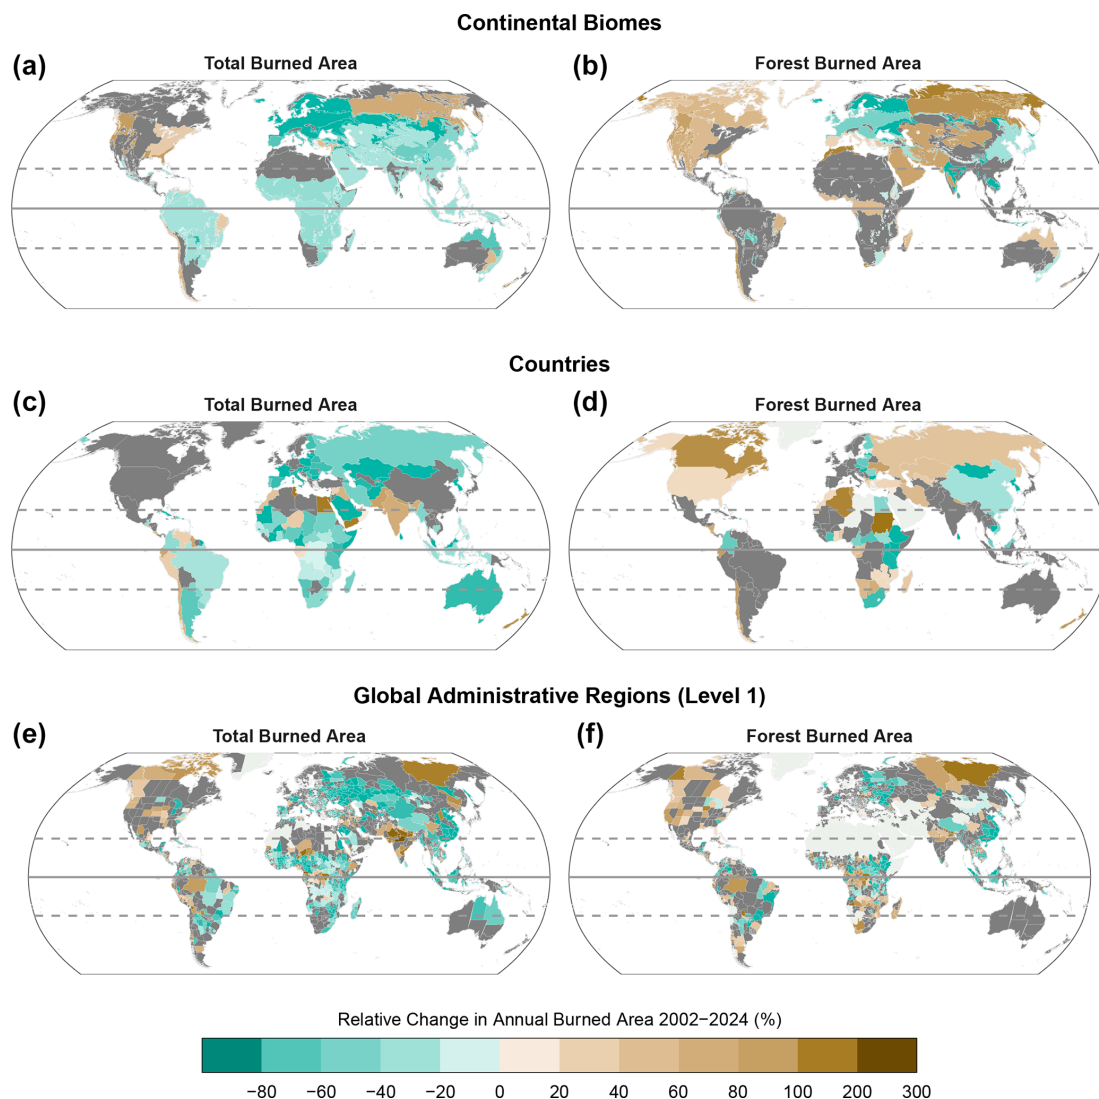 Continental Biomes
(a)
Total Burned Area
(b)
Forest Burned Area
Countries
(c)
Total Burned Area
(d)
Forest Burned Area
Global Administrative Regions (Level 1)
(e)
Total Burned Area
(f)
Forest Burned Area
Relative Change in Annual Burned Area 2002−2024 (%)
−80 −60 −40 −20 0 20 40 60 80 100 200 300